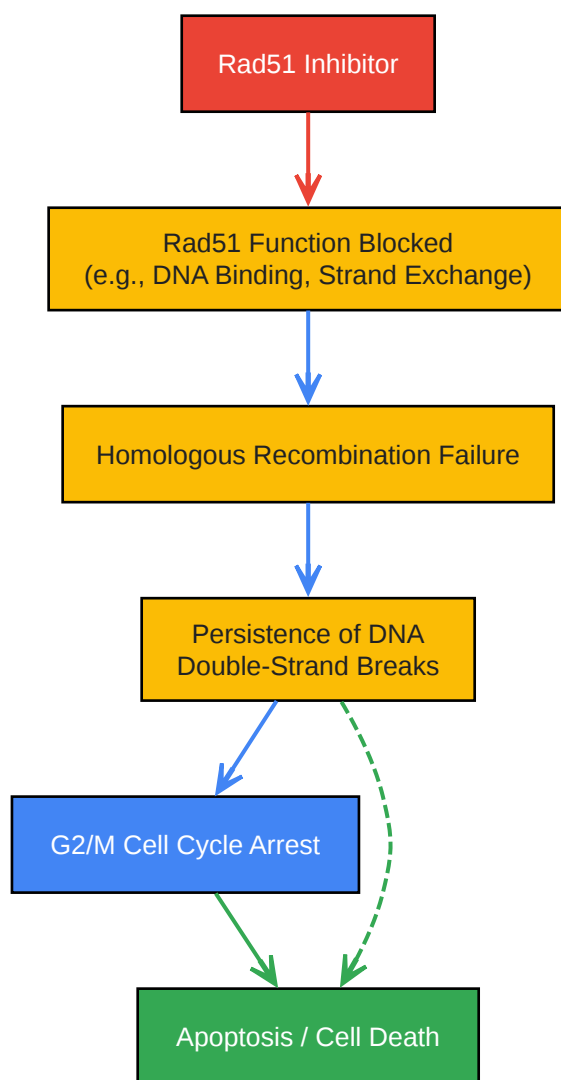 Rad51 Inhibitor
Rad51 Function Blocked
(e.g., DNA Binding, Strand Exchange)
Homologous Recombination Failure
Persistence of DNA
Double-Strand Breaks
G2/M Cell Cycle Arrest
Apoptosis / Cell Death